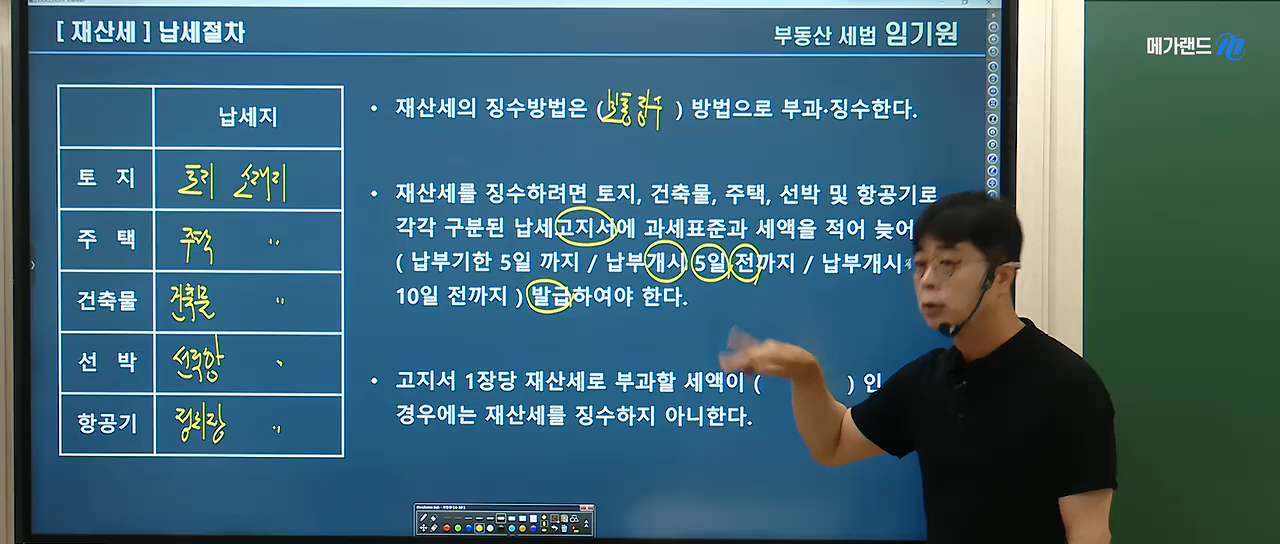 [ 재산세 ] 납세절차
부동산 세법 임기원
메가랜드
납세지
토 지 토지 소재지
주 택 주택 〃
건축물 건축물 〃
선 박 선적항 〃
항공기 정치장 〃
• 재산세의 징수방법은 (보통징수 ) 방법으로 부과·징수한다.
• 재산세를 징수하려면 토지, 건축물, 주택, 선박 및 항공기로
각각 구분된 납세고지서에 과세표준과 세액을 적어 늦어
( 납부기한 5일 까지 / 납부개시 5일 전까지 / 납부개시
10일 전까지 ) 발급하여야 한다.
• 고지서 1장당 재산세로 부과할 세액이 ( ) 인
경우에는 재산세를 징수하지 아니한다.